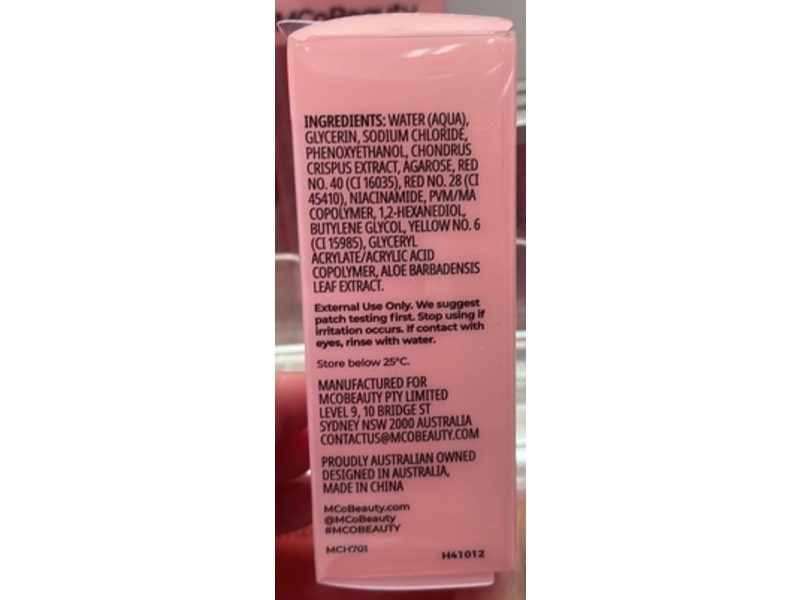 MCoBeauty
INGREDIENTS: WATER (AQUA),
GLYCERIN, SODIUM CHLORIDE,
PHENOXYETHANOL, CHONDRUS
CRISPUS EXTRACT, AGAROSE, RED
NO. 40 (CI 16035), RED NO. 28 (CI
45410), NIACINAMIDE, PVM/MA
COPOLYMER, 1,2-HEXANEDIOL,
BUTYLENE GLYCOL, YELLOW NO. 6
(CI 15985), GLYCERYL
ACRYLATE/ACRYLIC ACID
COPOLYMER, ALOE BARBADENSIS
LEAF EXTRACT.
External Use Only. We suggest
patch testing first. Stop using if
irritation occurs. If contact with
eyes, rinse with water.
Store below 25°C.
MANUFACTURED FOR
MCOBEAUTY PTY LIMITED
LEVEL 9, 10 BRIDGE ST
SYDNEY NSW 2000 AUSTRALIA
CONTACTUS@MCOBEAUTY.COM
PROUDLY AUSTRALIAN OWNED
DESIGNED IN AUSTRALIA,
MADE IN CHINA
MCoBeauty.com
@MCoBeauty
#MCOBEAUTY
MCH701
H41012